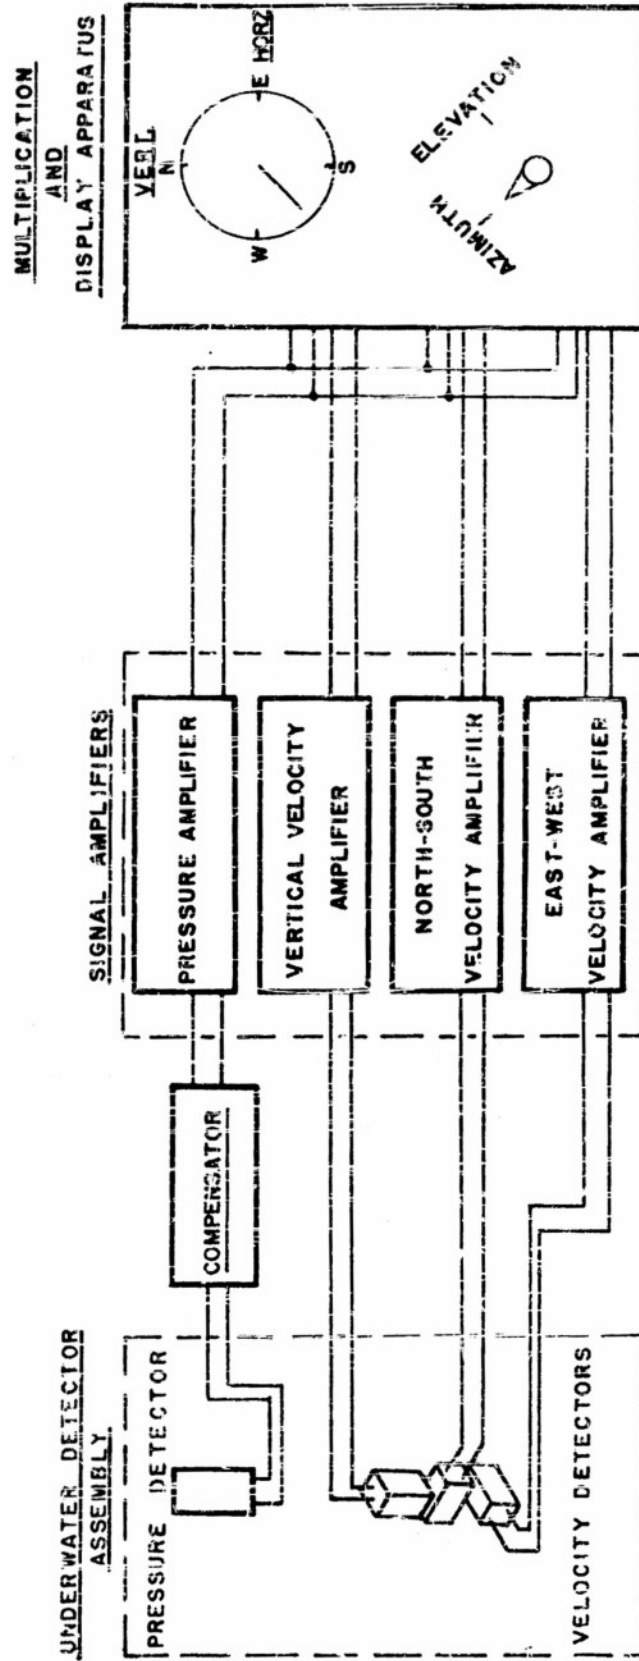 UNDERWATER DETECTOR
ASSEMBLY
PRESSURE DETECTOR
VELOCITY DETECTORS
COMPENSATOR
SIGNAL AMPLIFIERS
PRESSURE AMPLIFIER
VERTICAL VELOCITY
AMPLIFIER
NORTH-SOUTH
VELOCITY AMPLIFIER
EAST-WEST
VELOCITY AMPLIFIER
MULTIPLICATION
AND
DISPLAY APPARATUS
VERT.
N
W
E HORZ
S
AZIMUTH
ELEVATION